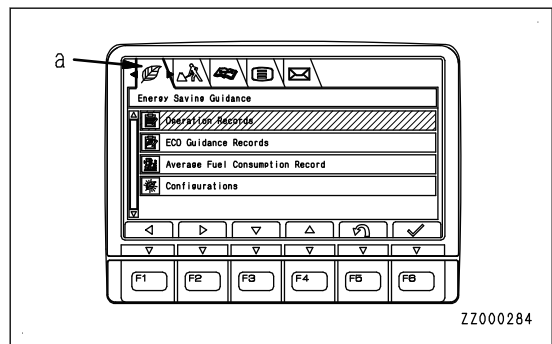 a
Energy Saving Guidance
Operation Records
ECO Guidance Records
Average Fuel Consumption Record
Configurations
F1 F2 F3 F4 F5 F6
ZZ000284